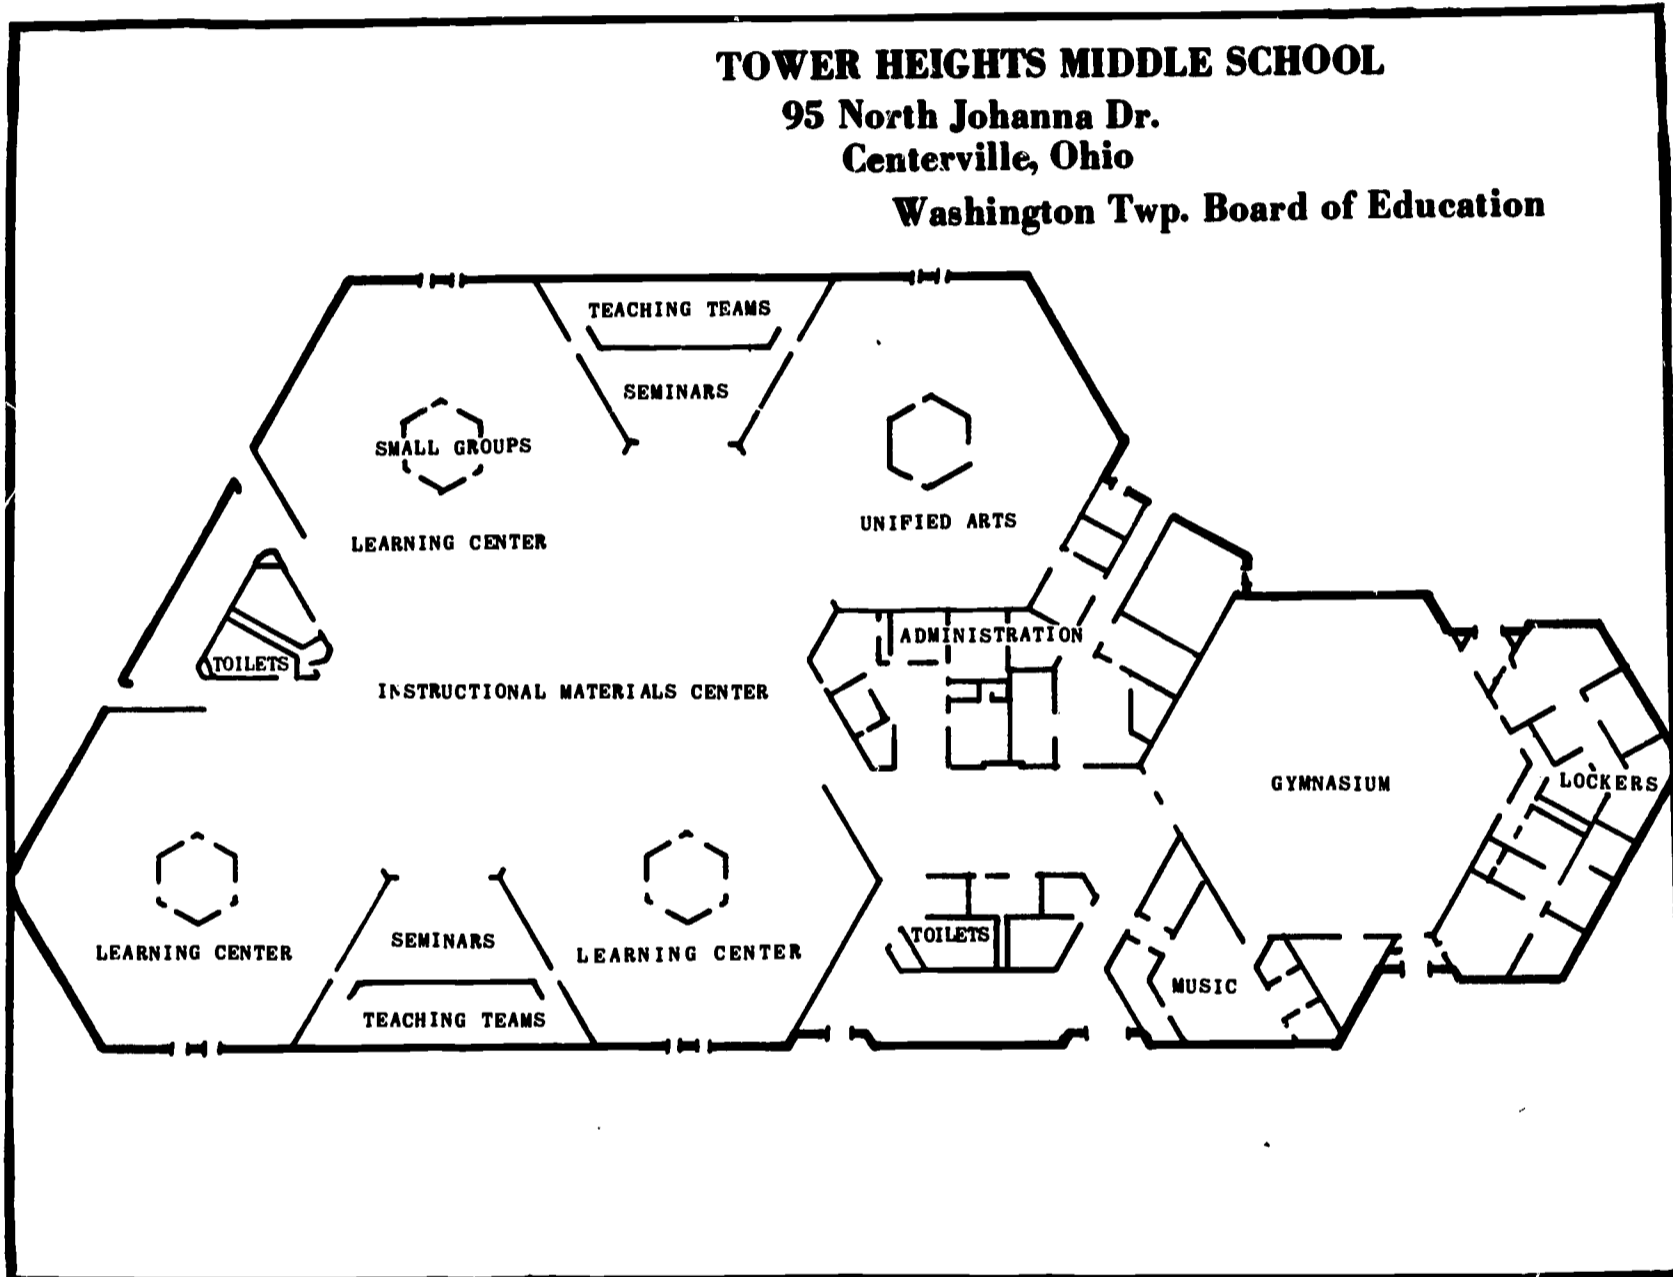 TOWER HEIGHTS MIDDLE SCHOOL
95 North Johanna Dr.
Centerville, Ohio
Washington Twp. Board of Education
TEACHING TEAMS
SEMINARS
SMALL GROUPS
UNIFIED ARTS
LEARNING CENTER
ADMINISTRATION
TOILETS
INSTRUCTIONAL MATERIALS CENTER
GYMNASIUM
LOCKERS
TOILETS
SEMINARS
LEARNING CENTER
LEARNING CENTER
MUSIC
TEACHING TEAMS